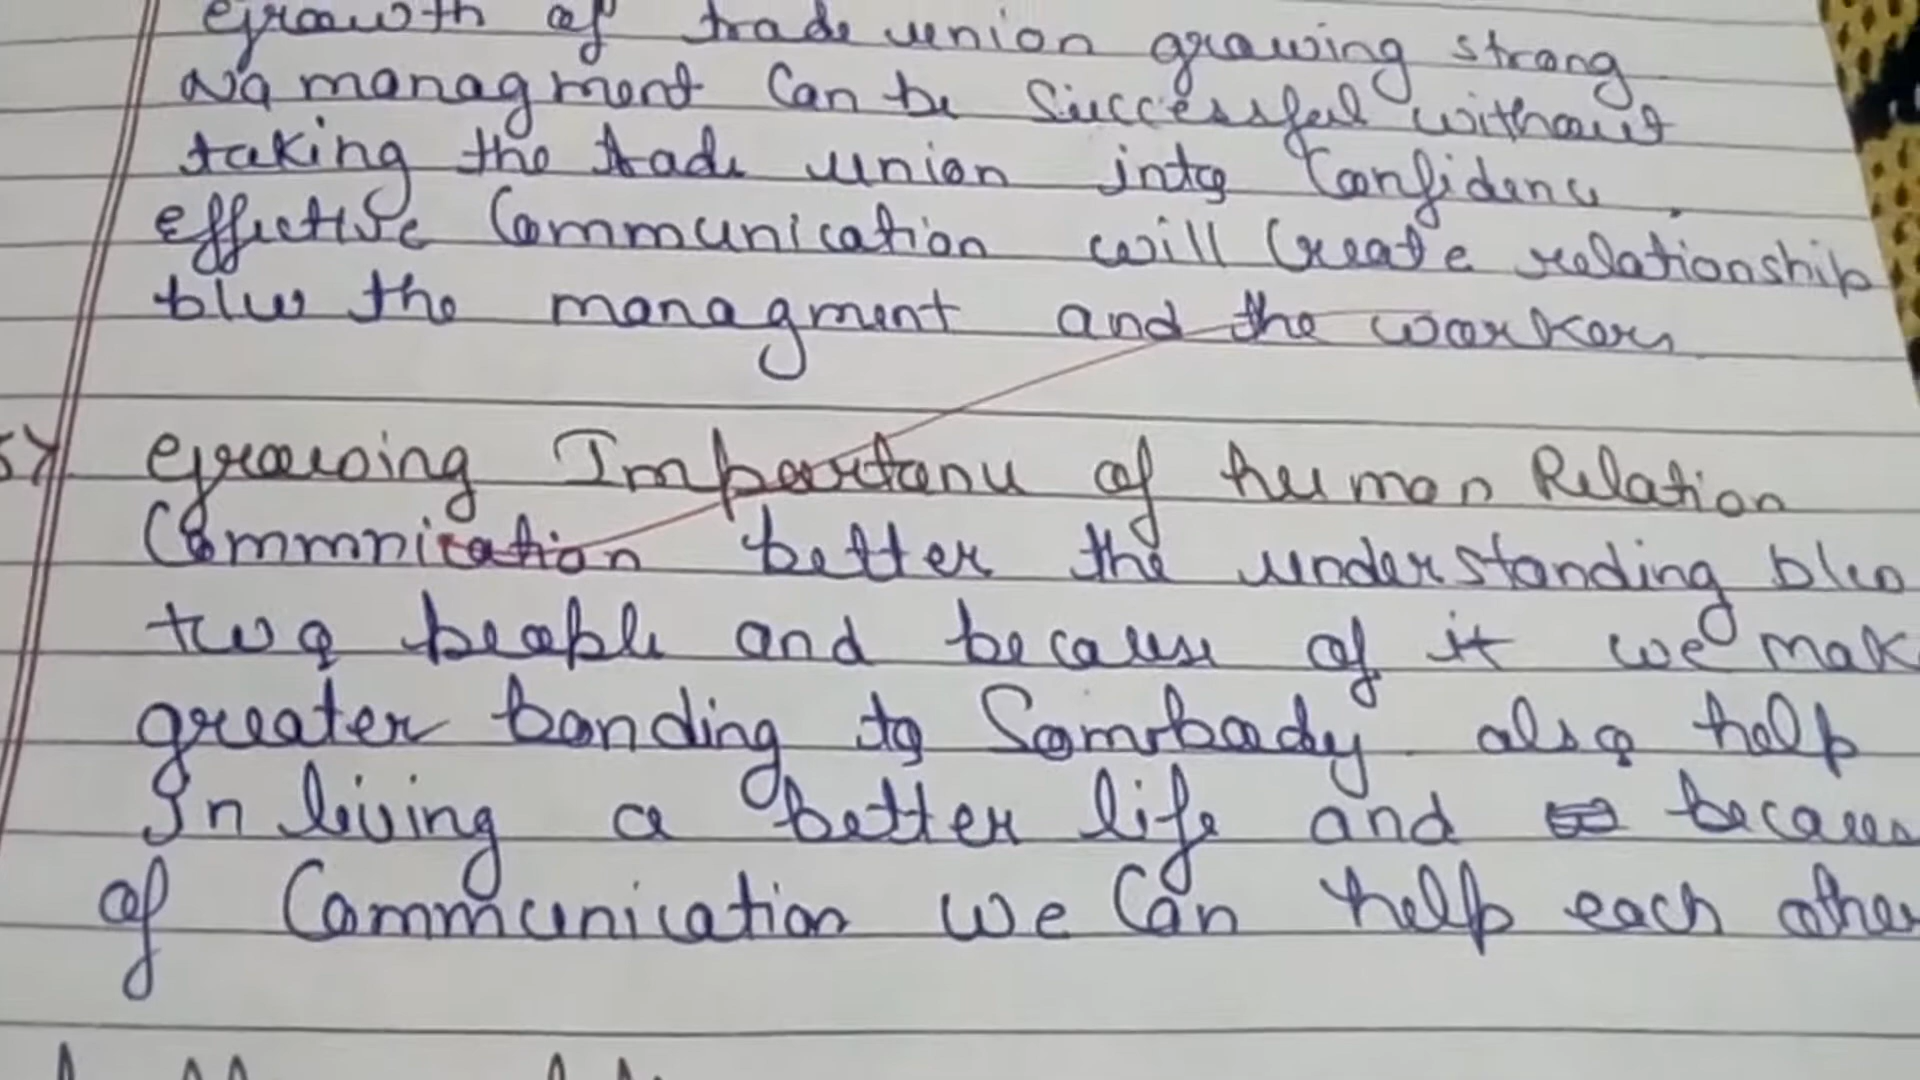 Growth of trade union growing strong
No managment Can be Successful without
taking the trade union into Confidence
effective Communication will Create relationship
b/w the managment and the workers
5) Growing Importance of human Relation
Commnication better the understanding b/w
two people and because of it we mak
greater bonding to Somebody also help
In living a better life and because
of Communication we Can help each other